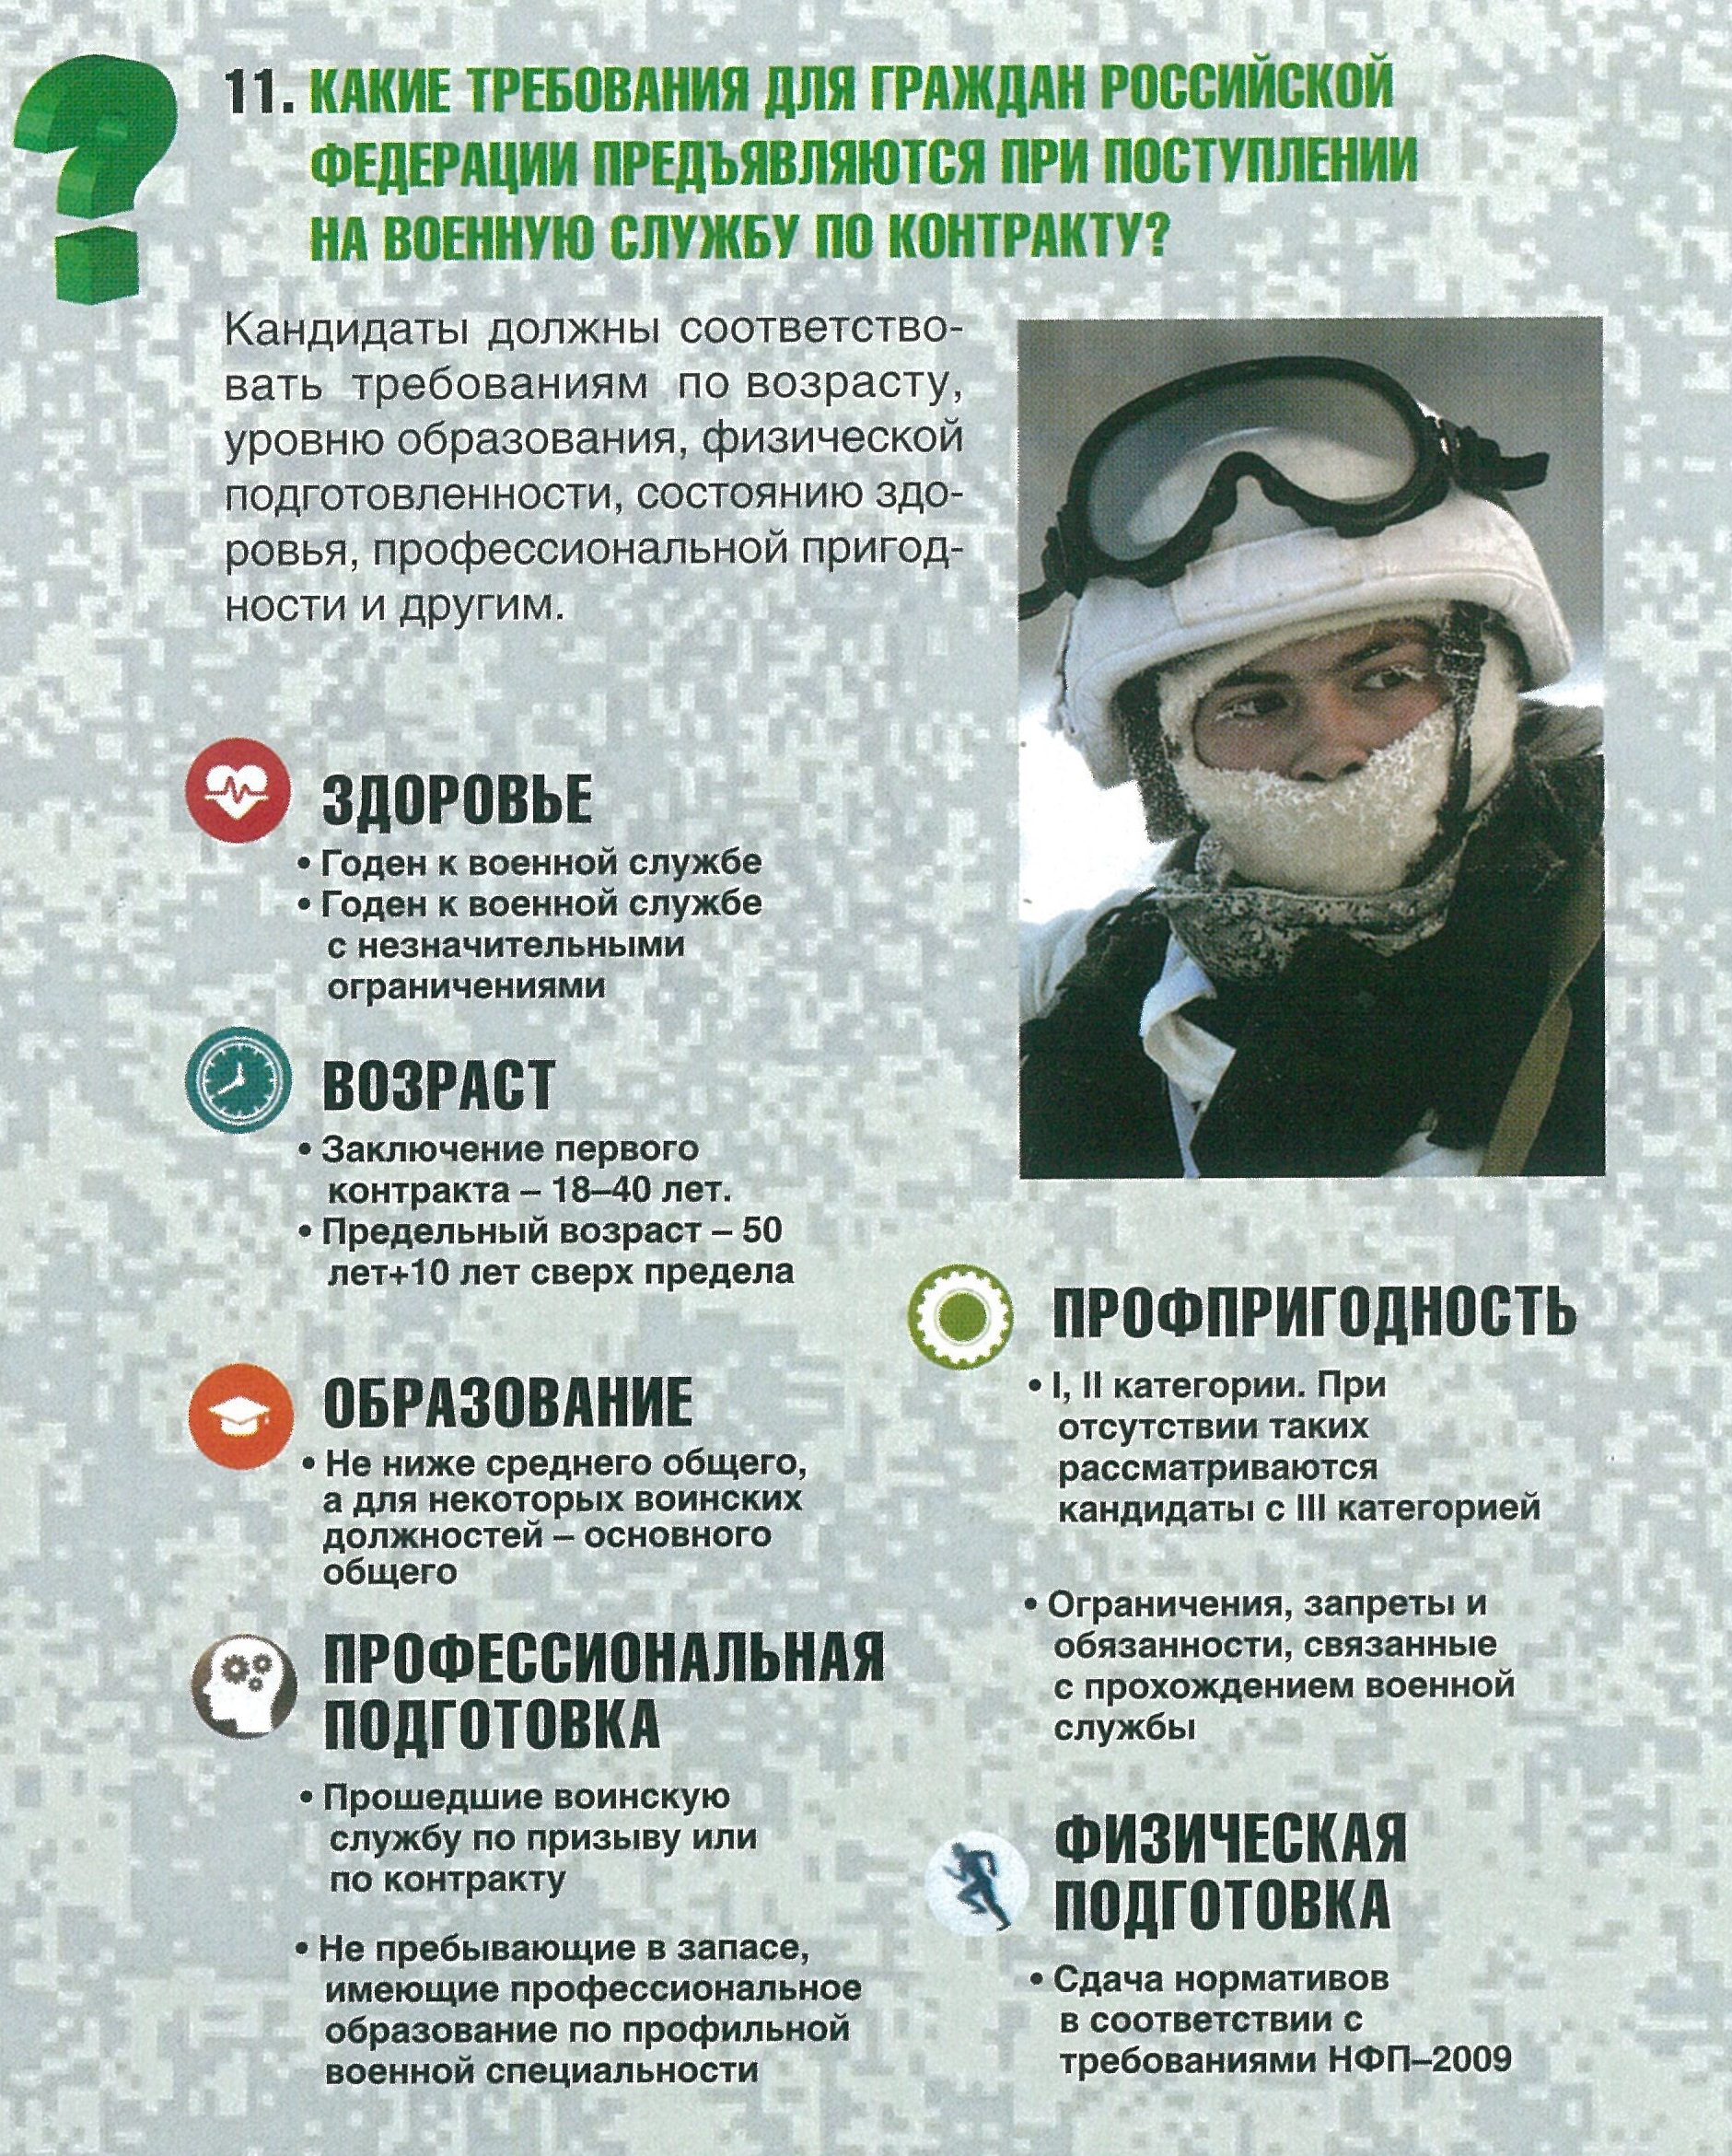 11. КАКИЕ ТРЕБОВАНИЯ ДЛЯ ГРАЖДАН РОССИЙСКОЙ
ФЕДЕРАЦИИ ПРЕДЪЯВЛЯЮТСЯ ПРИ ПОСТУПЛЕНИИ
НА ВОЕННУЮ СЛУЖБУ ПО КОНТРАКТУ?
Кандидаты должны соответство-
вать требованиям по возрасту,
уровню образования, физической
подготовленности, состоянию здо-
ровья, профессиональной пригод-
ности и другим.
ЗДОРОВЬЕ
• Годен к военной службе
• Годен к военной службе
с незначительными
ограничениями
ВОЗРАСТ
• Заключение первого
контракта – 18–40 лет.
• Предельный возраст – 50
лет+10 лет сверх предела
ОБРАЗОВАНИЕ
• Не ниже среднего общего,
а для некоторых воинских
должностей – основного
общего
ПРОФЕССИОНАЛЬНАЯ
ПОДГОТОВКА
• Прошедшие воинскую
службу по призыву или
по контракту
• Не пребывающие в запасе,
имеющие профессиональное
образование по профильной
военной специальности
ПРОФПРИГОДНОСТЬ
• I, II категории. При
отсутствии таких
рассматриваются
кандидаты с III категорией
• Ограничения, запреты и
обязанности, связанные
с прохождением военной
службы
ФИЗИЧЕСКАЯ
ПОДГОТОВКА
• Сдача нормативов
в соответствии с
требованиями НФП–2009